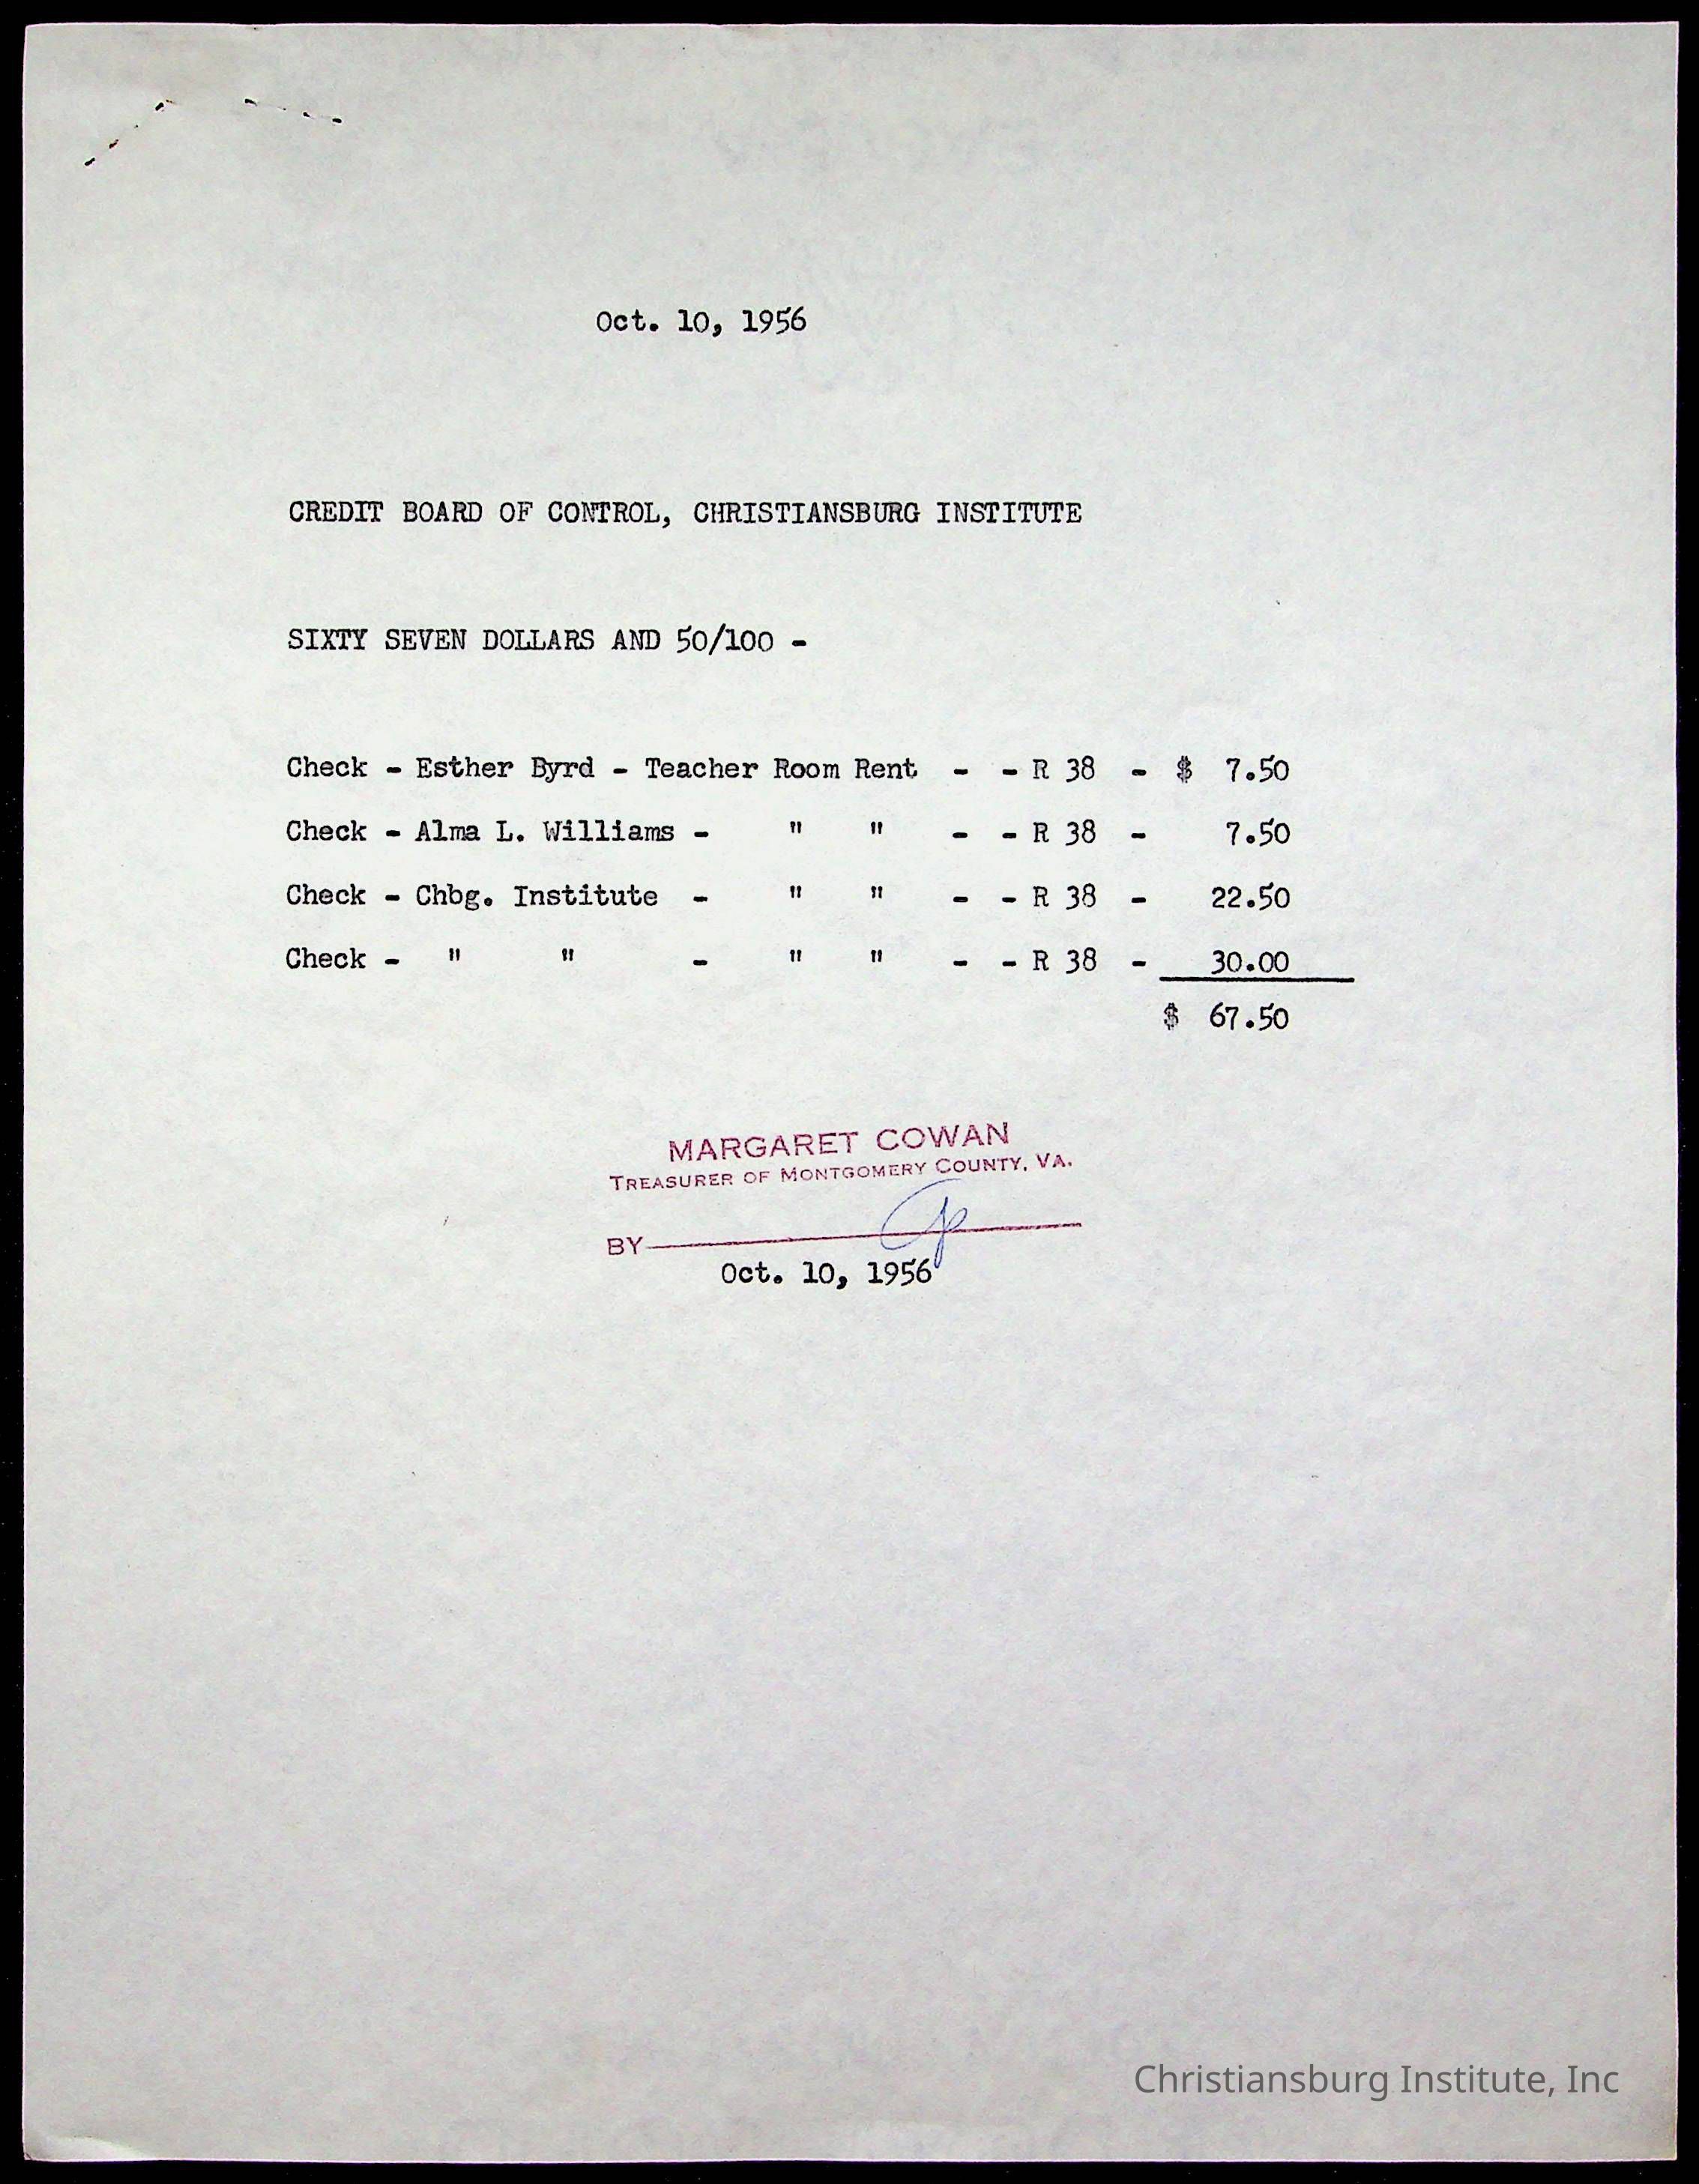 Oct. 10, 1956
CREDIT BOARD OF CONTROL, CHRISTIANSBURG INSTITUTE
SIXTY SEVEN DOLLARS AND 50/100 -
Check - Esther Byrd - Teacher Room Rent - - R 38 - $ 7.50
Check - Alma L. Williams - " " - - R 38 - 7.50
Check - Chbg. Institute - " " - - R 38 - 22.50
Check - " " - " " - - R 38 - 30.00
$ 67.50
MARGARET COWAN
TREASURER OF MONTGOMERY COUNTY, VA.
BY
Oct. 10, 1956
Christiansburg Institute, Inc